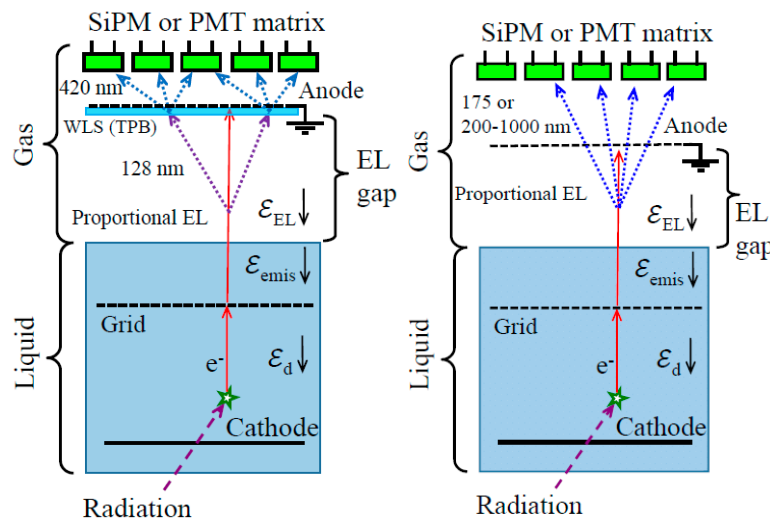 SiPM or PMT matrix
420 nm
Anode
WLS (TPB)
Gas
128 nm
EL
gap
Proportional EL
ℰEL
ℰemis
Grid
Liquid
e-
ℰd
Cathode
Radiation
SiPM or PMT matrix
175 or
200-1000 nm
Anode
Gas
Proportional EL
ℰEL
EL
gap
ℰemis
Grid
Liquid
e-
ℰd
Cathode
Radiation